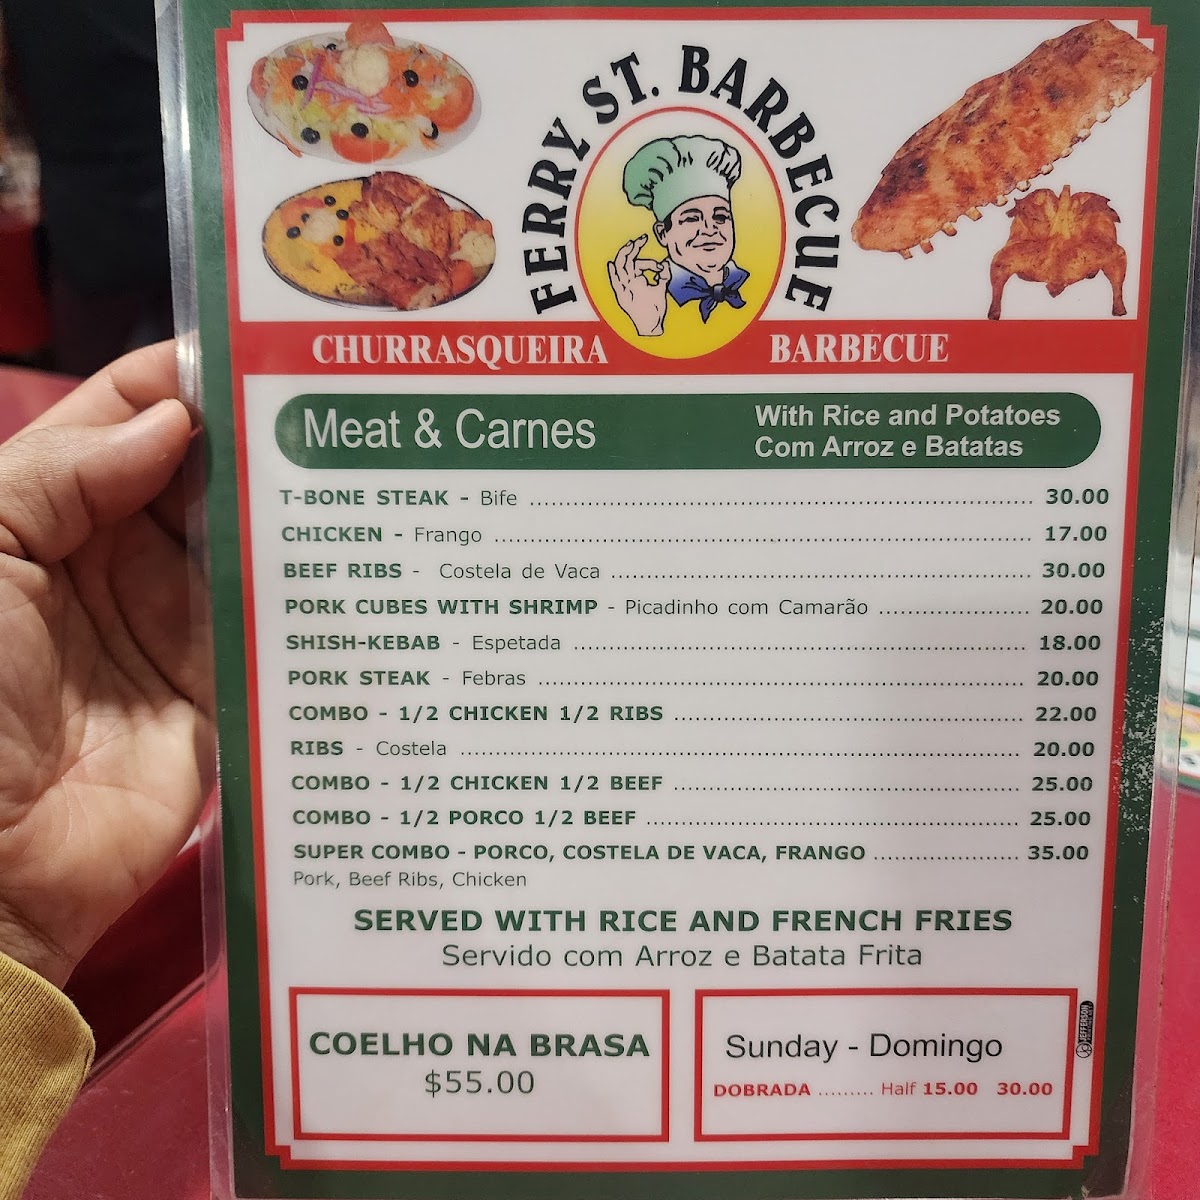 FERRY ST. BARBECUE
CHURRASQUEIRA BARBECUE
Meat & Carnes
With Rice and Potatoes
Com Arroz e Batatas
T-BONE STEAK - Bife ........ 30.00
CHICKEN - Frango ........ 17.00
BEEF RIBS - Costela de Vaca ........ 30.00
PORK CUBES WITH SHRIMP - Picadinho com Camarão ........ 20.00
SHISH-KEBAB - Espetada ........ 18.00
PORK STEAK - Febras ........ 20.00
COMBO - 1/2 CHICKEN 1/2 RIBS ........ 22.00
RIBS - Costela ........ 20.00
COMBO - 1/2 CHICKEN 1/2 BEEF ........ 25.00
COMBO - 1/2 PORCO 1/2 BEEF ........ 25.00
SUPER COMBO - PORCO, COSTELA DE VACA, FRANGO ........ 35.00
Pork, Beef Ribs, Chicken
SERVED WITH RICE AND FRENCH FRIES
Servido com Arroz e Batata Frita
COELHO NA BRASA
$55.00
Sunday - Domingo
DOBRADA ......... Half 15.00 30.00
JEFFERSON